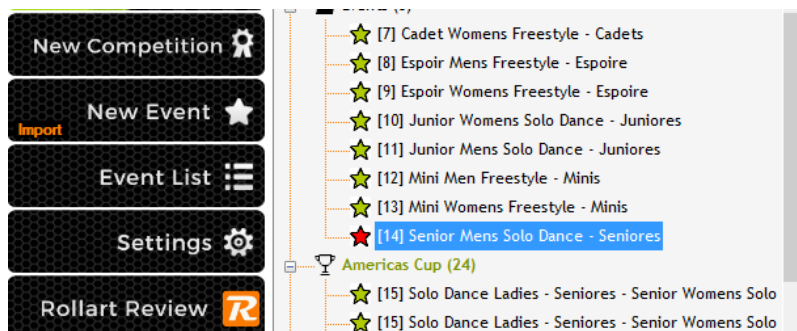 New Competition
New Event
Import
Event List
Settings
Rollart Review
R
[7] Cadet Womens Freestyle - Cadets
[8] Espoir Mens Freestyle - Espoire
[9] Espoir Womens Freestyle - Espoire
[10] Junior Womens Solo Dance - Juniores
[11] Junior Mens Solo Dance - Juniores
[12] Mini Men Freestyle - Minis
[13] Mini Womens Freestyle - Minis
[14] Senior Mens Solo Dance - Seniores
Americas Cup (24)
[15] Solo Dance Ladies - Seniores - Senior Womens Solo
[15] Solo Dance Ladies - Seniores - Senior Womens Solo